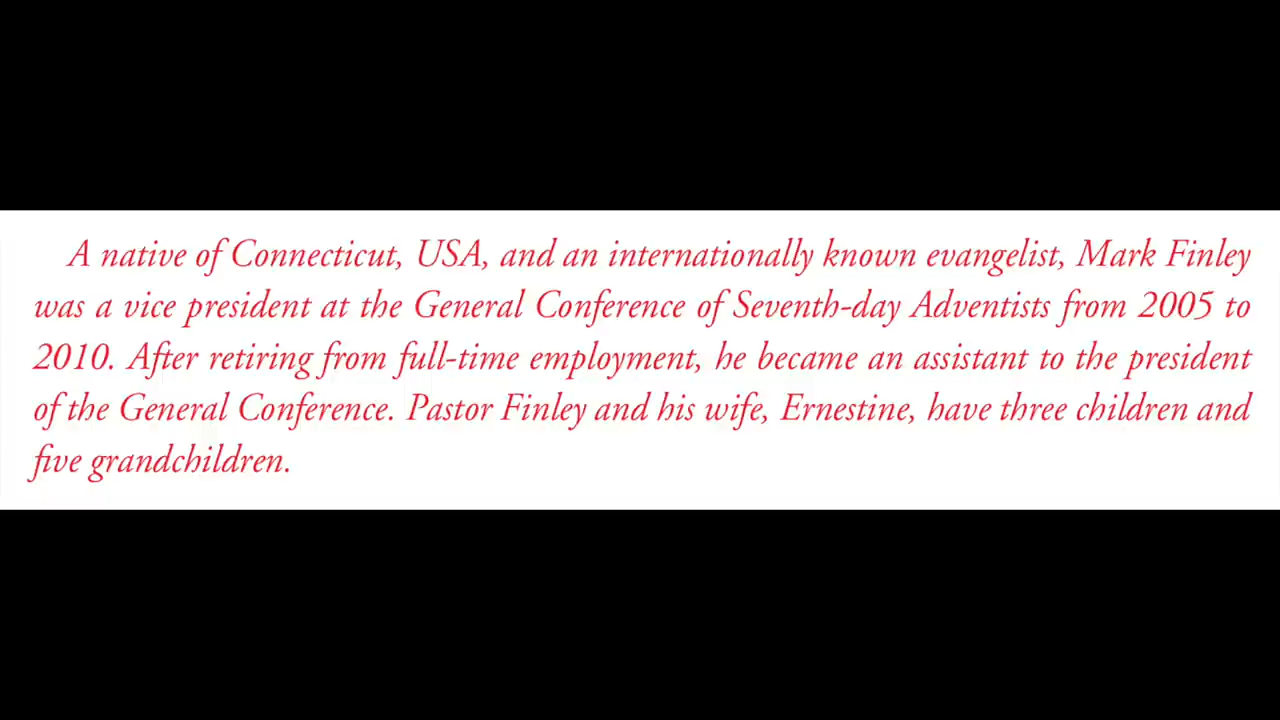 A native of Connecticut, USA, and an internationally known evangelist, Mark Finley
was a vice president at the General Conference of Seventh-day Adventists from 2005 to
2010. After retiring from full-time employment, he became an assistant to the president
of the General Conference. Pastor Finley and his wife, Ernestine, have three children and
five grandchildren.